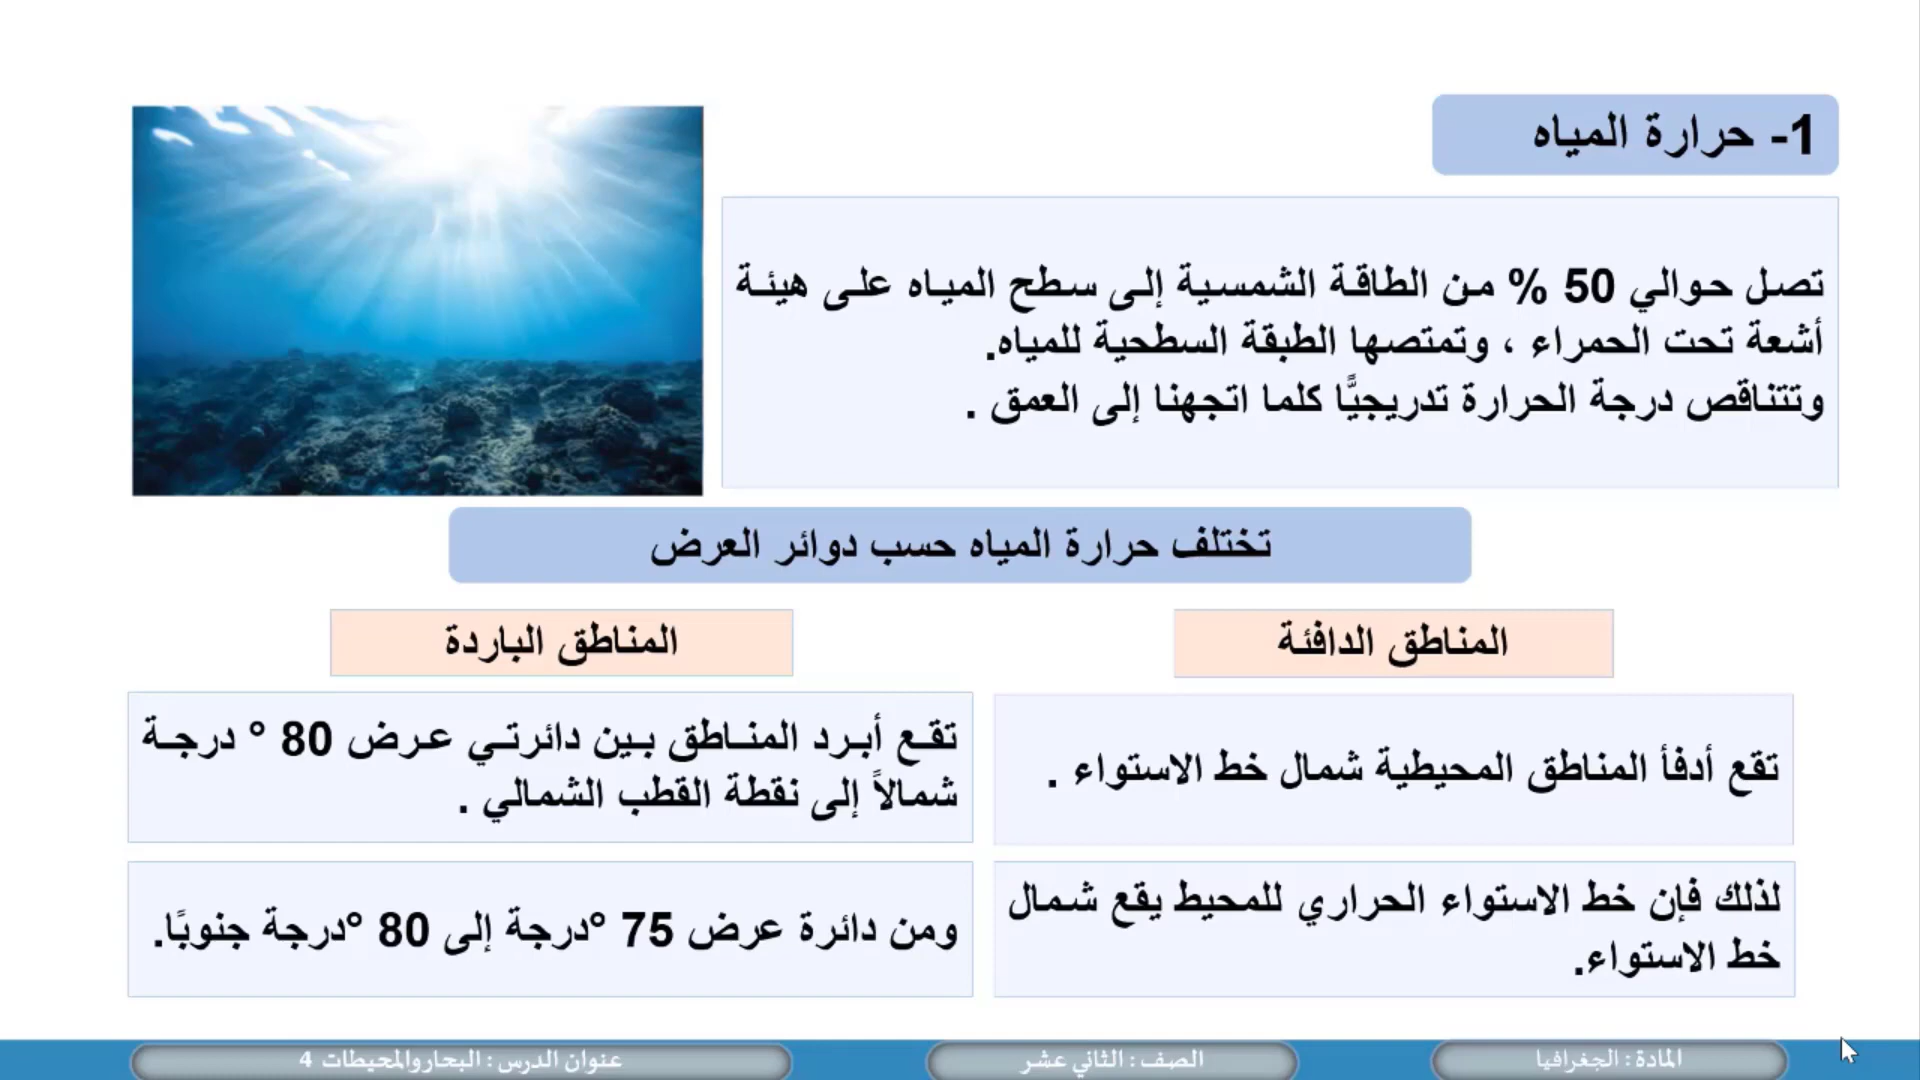 1- حرارة المياه
تصل حوالي 50 % من الطاقة الشمسية إلى سطح المياه على هيئة
أشعة تحت الحمراء ، وتمتصها الطبقة السطحية للمياه.
وتتناقص درجة الحرارة تدريجيًّا كلما اتجهنا إلى العمق .
تختلف حرارة المياه حسب دوائر العرض
المناطق الدافئة
تقع أدفأ المناطق المحيطية شمال خط الاستواء .
لذلك فإن خط الاستواء الحراري للمحيط يقع شمال
خط الاستواء.
المناطق الباردة
تقع أبرد المناطق بين دائرتي عرض 80 ° درجة
شمالاً إلى نقطة القطب الشمالي .
ومن دائرة عرض 75 °درجة إلى 80 °درجة جنوبًا.
المادة : الجغرافيا
الصف : الثاني عشر
عنوان الدرس : البحار والمحيطات 4